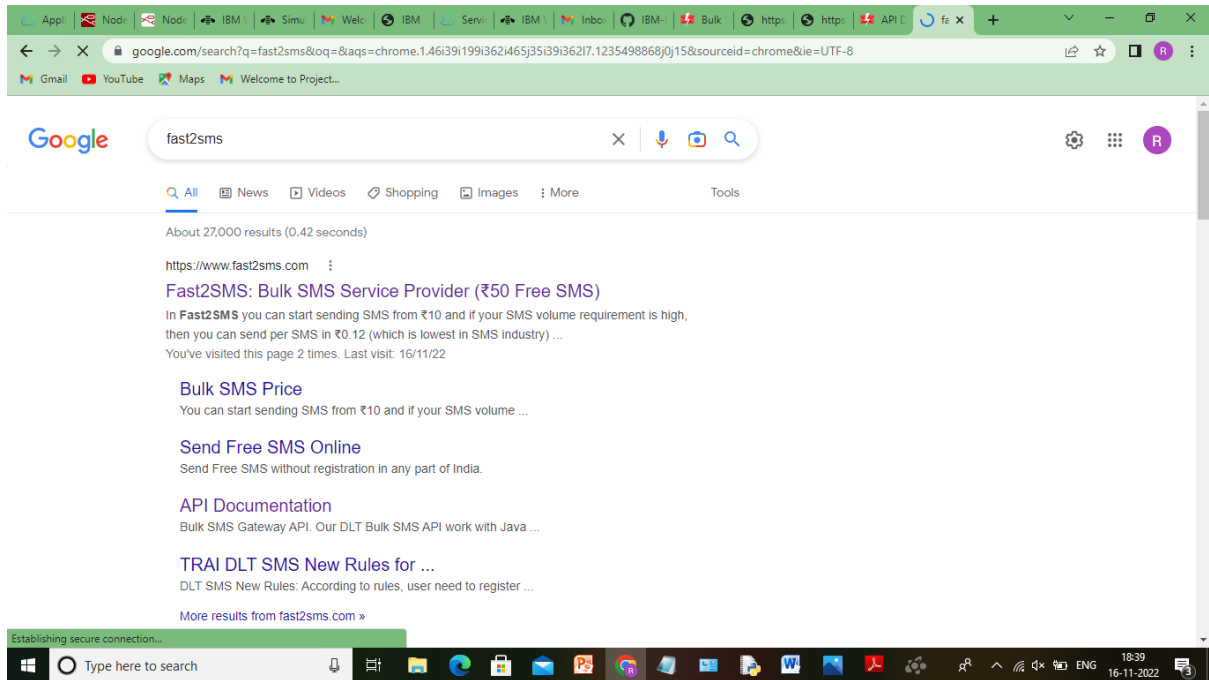 Appli Node Node IBM \ Simu Welc IBM Servi IBM \ Inbo IBM- Bulk https https API D fa
google.com/search?q=fast2sms&oq=&aqs=chrome.1.46i39i199i362i465j35i39i362l7.1235498868j0j15&sourceid=chrome&ie=UTF-8
R
Gmail YouTube Maps Welcome to Project...
Google
fast2sms
R
All News Videos Shopping Images More Tools
About 27,000 results (0.42 seconds)
https://www.fast2sms.com
Fast2SMS: Bulk SMS Service Provider (₹50 Free SMS)
In Fast2SMS you can start sending SMS from ₹10 and if your SMS volume requirement is high,
then you can send per SMS in ₹0.12 (which is lowest in SMS industry) ...
You've visited this page 2 times. Last visit: 16/11/22
Bulk SMS Price
You can start sending SMS from ₹10 and if your SMS volume ...
Send Free SMS Online
Send Free SMS without registration in any part of India.
API Documentation
Bulk SMS Gateway API. Our DLT Bulk SMS API work with Java ...
TRAI DLT SMS New Rules for ...
DLT SMS New Rules: According to rules, user need to register ...
More results from fast2sms.com »
Establishing secure connection...
Type here to search
ENG
18:39
16-11-2022
3